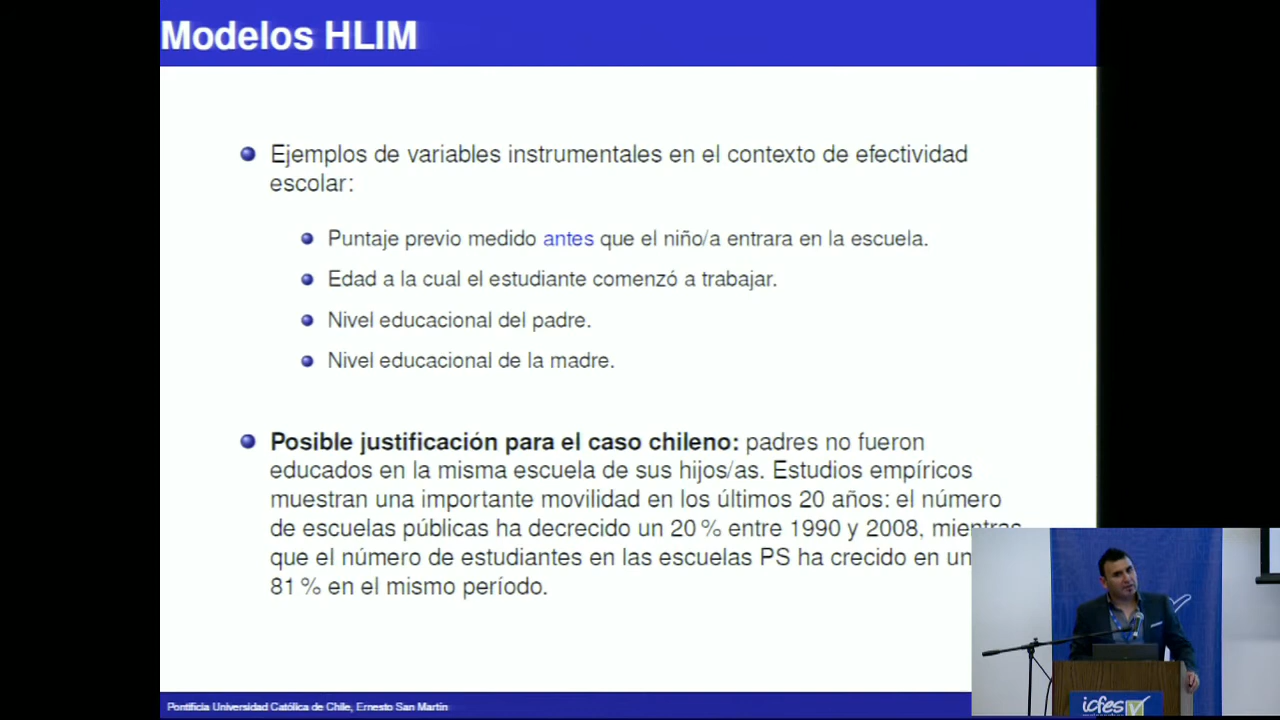 Modelos HLIM
Ejemplos de variables instrumentales en el contexto de efectividad
escolar:
Puntaje previo medido antes que el niño/a entrara en la escuela.
Edad a la cual el estudiante comenzó a trabajar.
Nivel educacional del padre.
Nivel educacional de la madre.
Posible justificación para el caso chileno: padres no fueron
educados en la misma escuela de sus hijos/as. Estudios empíricos
muestran una importante movilidad en los últimos 20 años: el número
de escuelas públicas ha decrecido un 20 % entre 1990 y 2008, mientras
que el número de estudiantes en las escuelas PS ha crecido en un
81 % en el mismo período.
Pontificia Universidad Católica de Chile, Ernesto San Martín
icfes